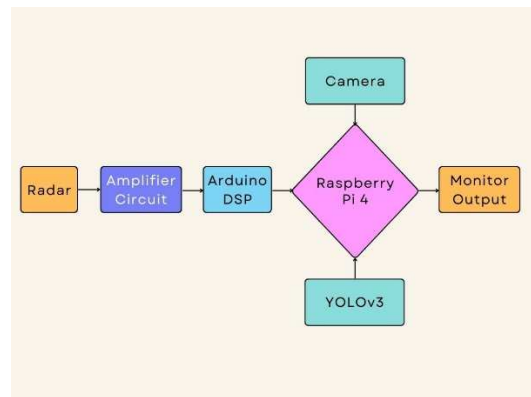 Camera
Radar
Amplifier
Circuit
Arduino
DSP
Raspberry
Pi 4
Monitor
Output
YOLOv3